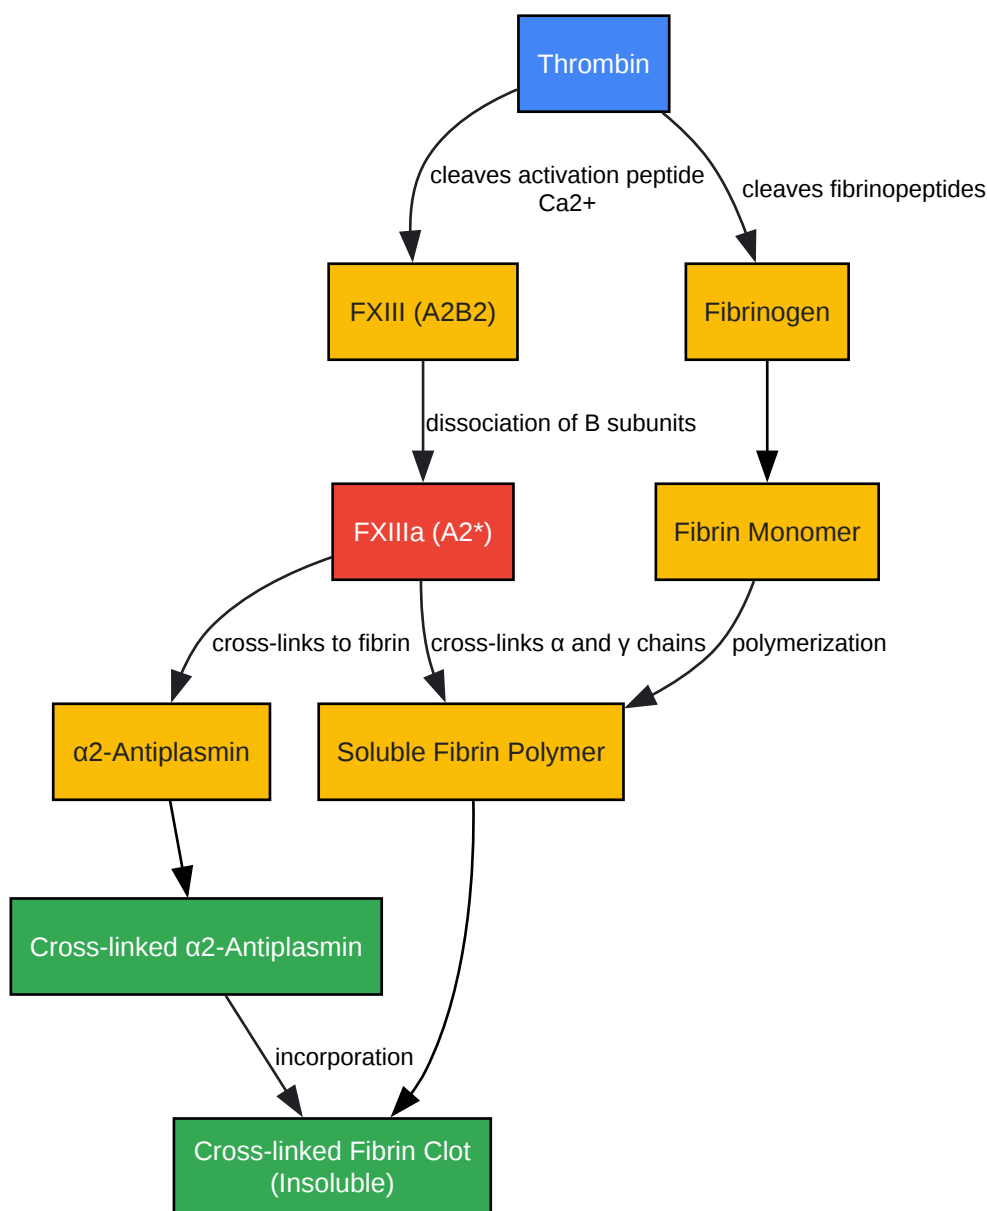 Thrombin
cleaves activation peptide
Ca2+
cleaves fibrinopeptides
FXIII (A2B2)
Fibrinogen
dissociation of B subunits
FXIIIa (A2*)
Fibrin Monomer
cross-links to fibrin
cross-links α and γ chains
polymerization
α2-Antiplasmin
Soluble Fibrin Polymer
Cross-linked α2-Antiplasmin
incorporation
Cross-linked Fibrin Clot
(Insoluble)